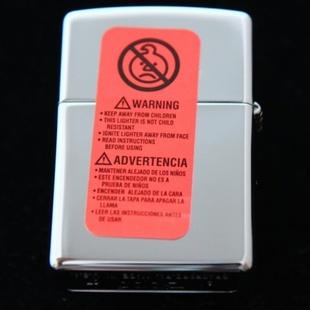 WARNING
• KEEP AWAY FROM CHILDREN
• THIS LIGHTER IS NOT CHILD
RESISTANT
• IGNITE LIGHTER AWAY FROM FACE
• READ INSTRUCTIONS
BEFORE USING
ADVERTENCIA
• MANTENER ALEJADO DE LOS NIÑOS
• ESTE ENCENDEDOR NO ES A
PRUEBA DE NIÑOS
• ENCENDER ALEJADO DE LA CARA
• CERRAR LA TAPA PARA APAGAR LA
LLAMA
• LEER LAS INSTRUCCIONES ANTES
DE USAR